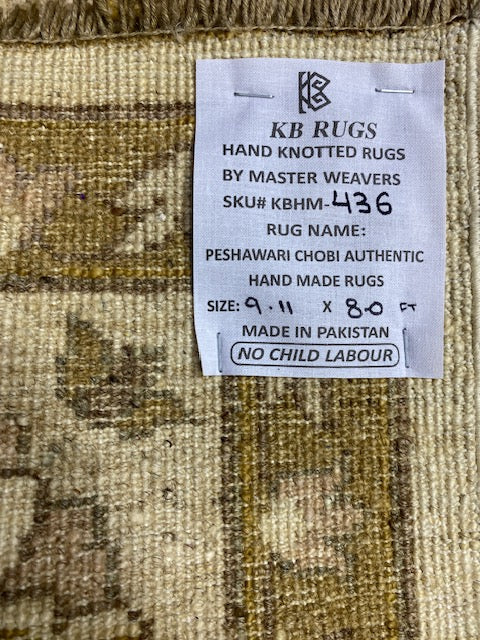 KB
KB RUGS
HAND KNOTTED RUGS
BY MASTER WEAVERS
SKU# KBHM-436
RUG NAME:
PESHAWARI CHOBI AUTHENTIC
HAND MADE RUGS
SIZE: 9.11 X 8.0 FT
MADE IN PAKISTAN
NO CHILD LABOUR